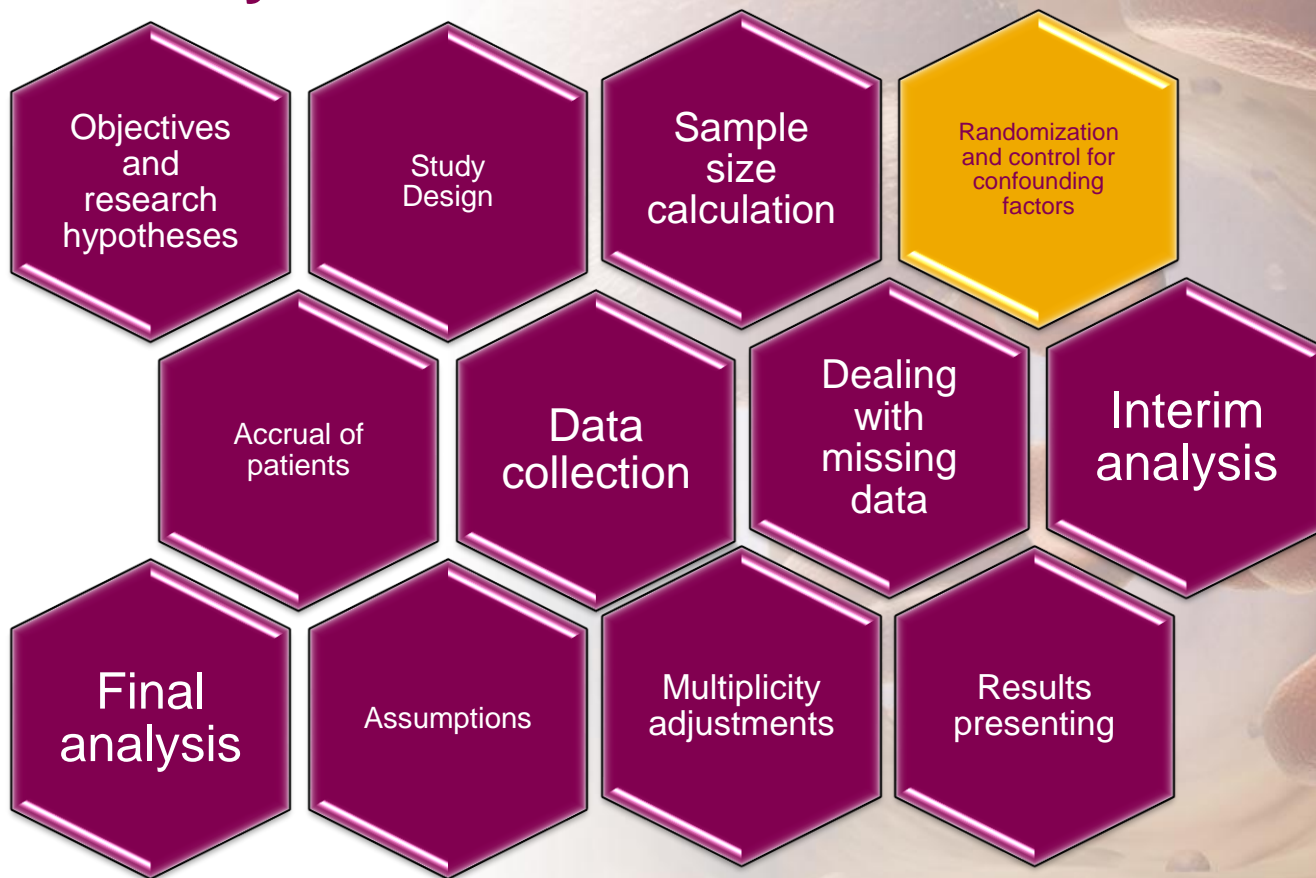 Objectives
and
research
hypotheses
Study
Design
Sample
size
calculation
Randomization
and control for
confounding
factors
Accrual of
patients
Data
collection
Dealing
with
missing
data
Interim
analysis
Final
analysis
Assumptions
Multiplicity
adjustments
Results
presenting